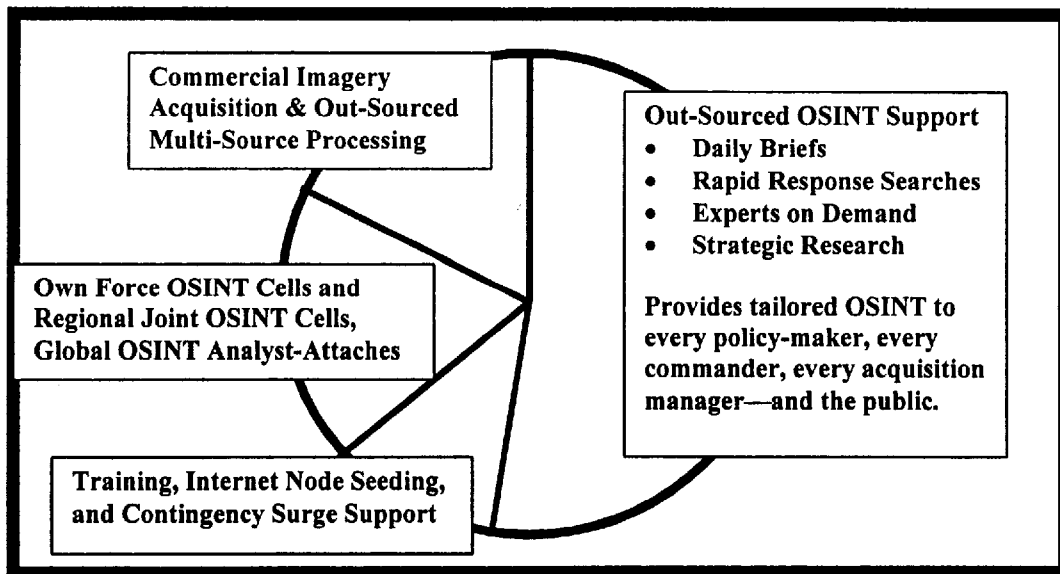 Commercial Imagery
Acquisition & Out-Sourced
Multi-Source Processing
Out-Sourced OSINT Support
• Daily Briefs
• Rapid Response Searches
• Experts on Demand
• Strategic Research
Provides tailored OSINT to
every policy-maker, every
commander, every acquisition
manager—and the public.
Own Force OSINT Cells and
Regional Joint OSINT Cells,
Global OSINT Analyst-Attaches
Training, Internet Node Seeding,
and Contingency Surge Support